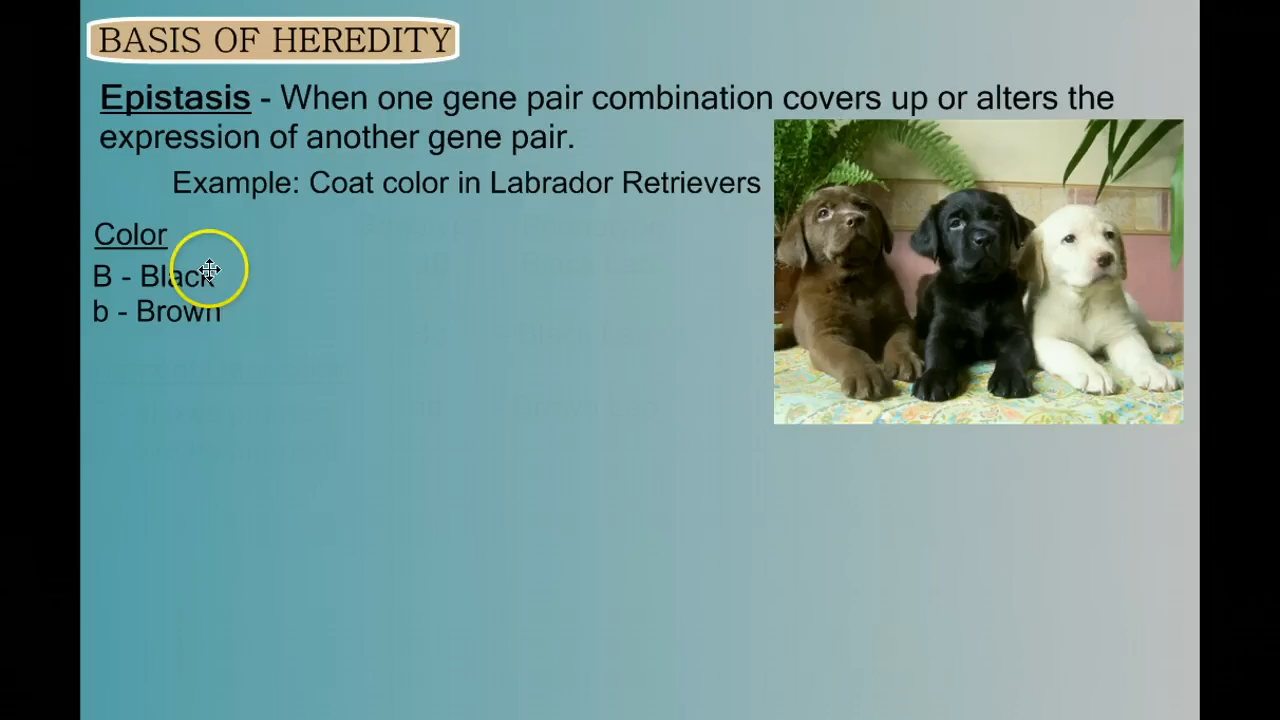 BASIS OF HEREDITY
Epistasis - When one gene pair combination covers up or alters the
expression of another gene pair.
Example: Coat color in Labrador Retrievers
Color
B - Black
b - Brown